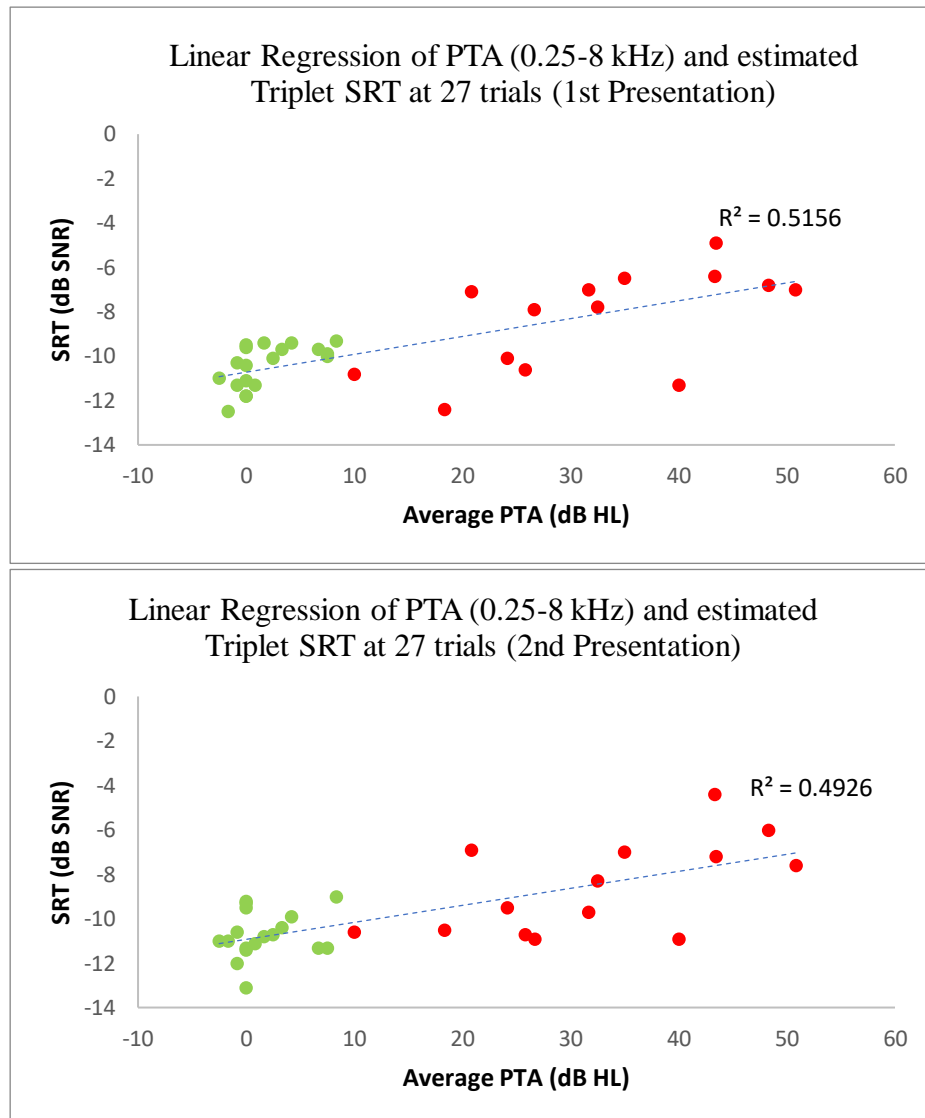 Linear Regression of PTA (0.25-8 kHz) and estimated
Triplet SRT at 27 trials (1st Presentation)
0
-2
-4
-6
-8
-10
-12
-14
SRT (dB SNR)
R² = 0.5156
-10 0 10 20 30 40 50 60
Average PTA (dB HL)
Linear Regression of PTA (0.25-8 kHz) and estimated
Triplet SRT at 27 trials (2nd Presentation)
0
-2
-4
-6
-8
-10
-12
-14
SRT (dB SNR)
R² = 0.4926
-10 0 10 20 30 40 50 60
Average PTA (dB HL)